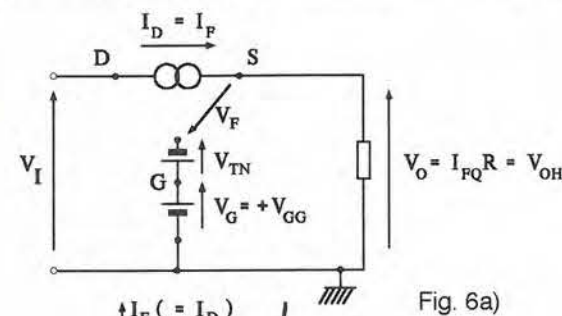 I_D = I_F
D
S
V_F
V_I
V_TN
G
V_G = + V_GG
V_O = I_FQ R = V_OH
I_F ( = I_D )
Fig. 6a)